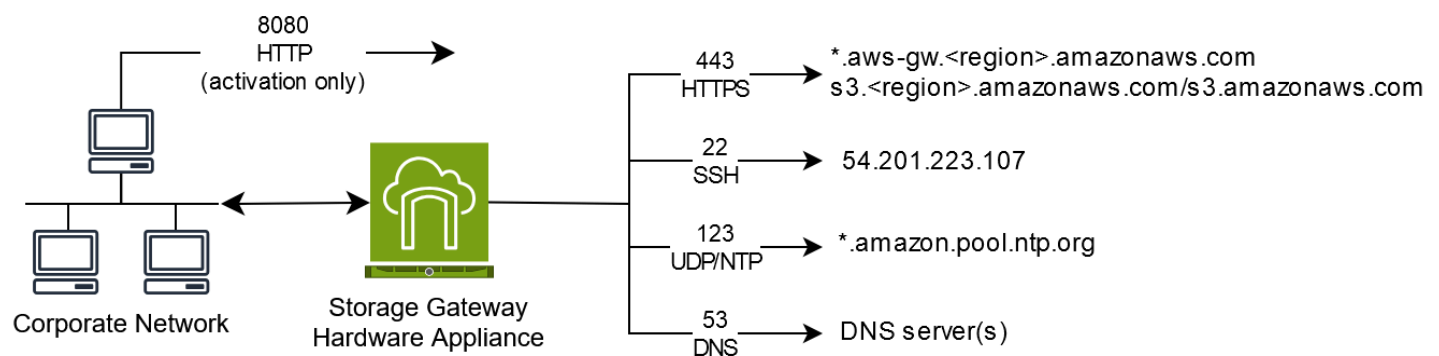 8080
HTTP
(activation only)
443
HTTPS
*.aws-gw.<region>.amazonaws.com
s3.<region>.amazonaws.com/s3.amazonaws.com
22
SSH
54.201.223.107
123
UDP/NTP
*.amazon.pool.ntp.org
53
DNS
DNS server(s)
Corporate Network
Storage Gateway
Hardware Appliance